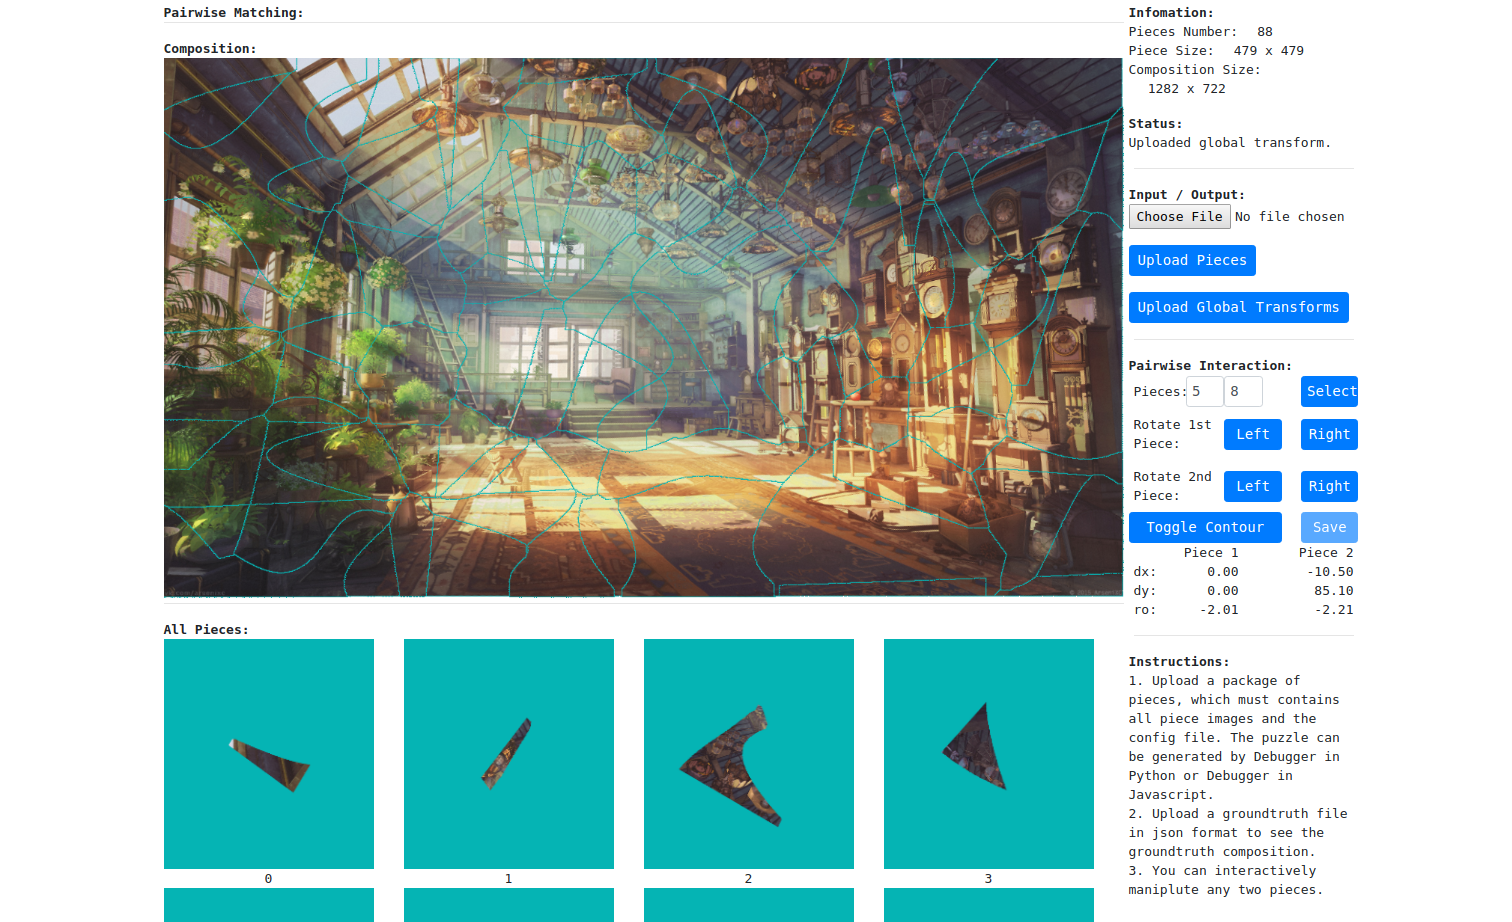 Pairwise Matching:
Composition:
All Pieces:
0
1
2
3
Infomation:
Pieces Number: 88
Piece Size: 479 x 479
Composition Size:
1282 x 722
Status:
Uploaded global transform.
Input / Output:
Choose File No file chosen
Upload Pieces
Upload Global Transforms
Pairwise Interaction:
Pieces: 5 8 Select
Rotate 1st
Piece: Left Right
Rotate 2nd
Piece: Left Right
Toggle Contour Save
Piece 1 Piece 2
dx: 0.00 -10.50
dy: 0.00 85.10
ro: -2.01 -2.21
Instructions:
1. Upload a package of
pieces, which must contains
all piece images and the
config file. The puzzle can
be generated by Debugger in
Python or Debugger in
Javascript.
2. Upload a groundtruth file
in json format to see the
groundtruth composition.
3. You can interactively
maniplute any two pieces.